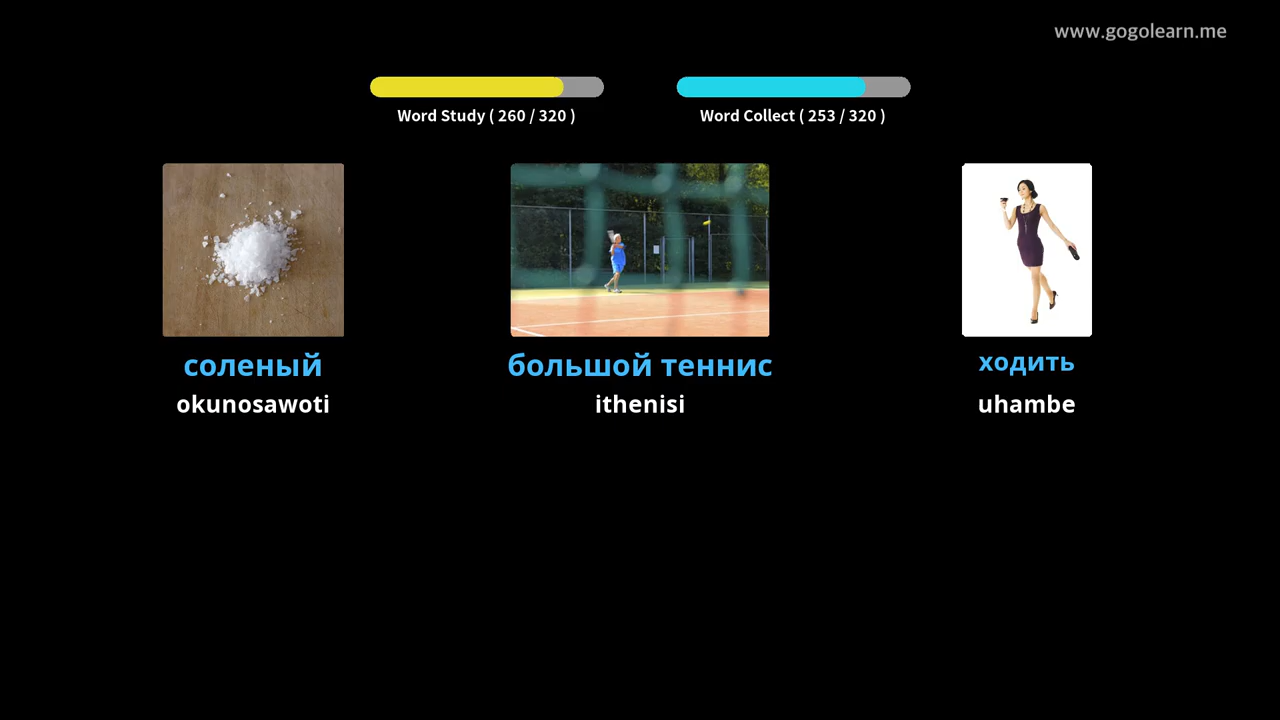 www.gogolearn.me
Word Study ( 260 / 320 )
Word Collect ( 253 / 320 )
соленый
большой теннис
ходить
okunosawoti
ithenisi
uhambe